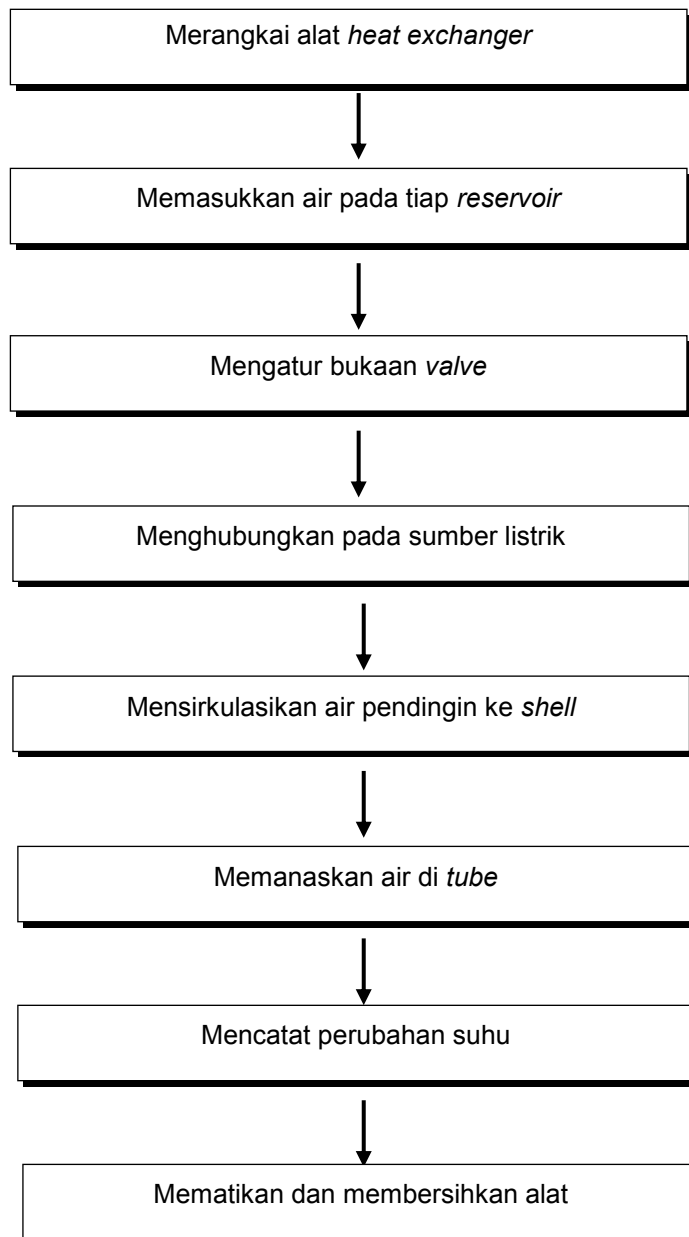 Merangkai alat heat exchanger
Memasukkan air pada tiap reservoir
Mengatur bukaan valve
Menghubungkan pada sumber listrik
Mensirkulasikan air pendingin ke shell
Memanaskan air di tube
Mencatat perubahan suhu
Mematikan dan membersihkan alat